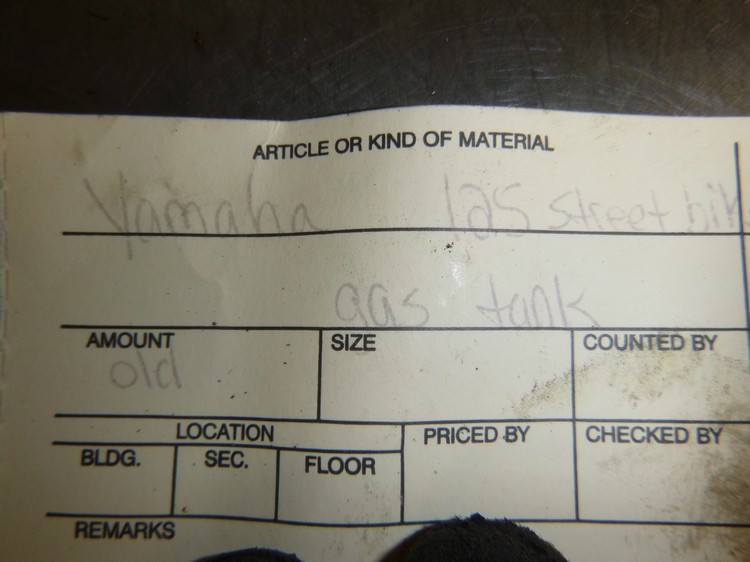 ARTICLE OR KIND OF MATERIAL
Yamaha 125 street bik
gas tank
AMOUNT SIZE COUNTED BY
old
LOCATION PRICED BY CHECKED BY
BLDG. SEC. FLOOR
REMARKS